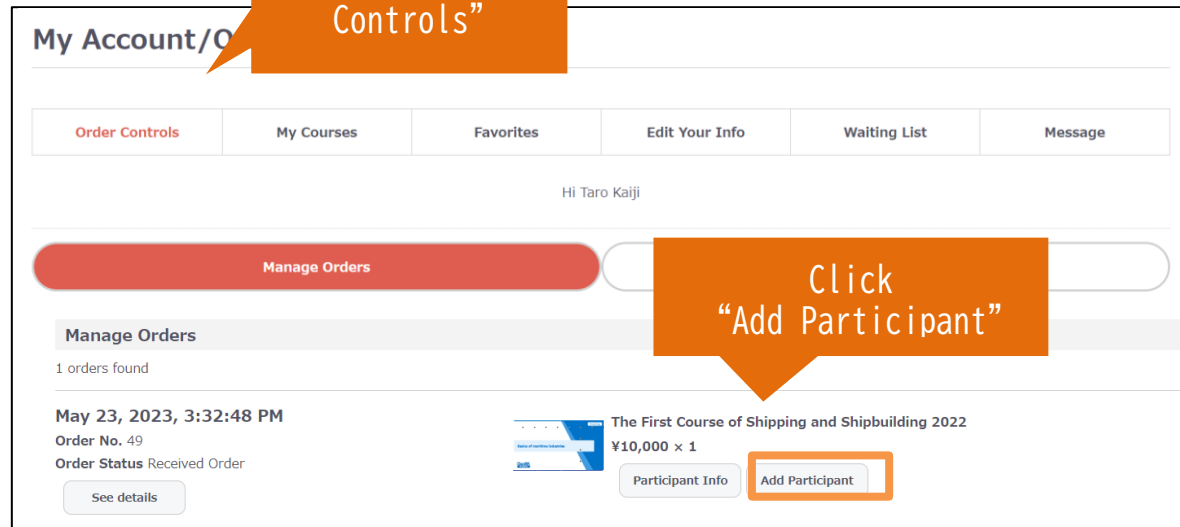 Controls”
My Account/O
Order Controls
My Courses
Favorites
Edit Your Info
Waiting List
Message
Hi Taro Kaiji
Manage Orders
Click
“Add Participant”
Manage Orders
1 orders found
May 23, 2023, 3:32:48 PM
Order No. 49
Order Status Received Order
See details
The First Course of Shipping and Shipbuilding 2022
¥10,000 × 1
Participant Info
Add Participant